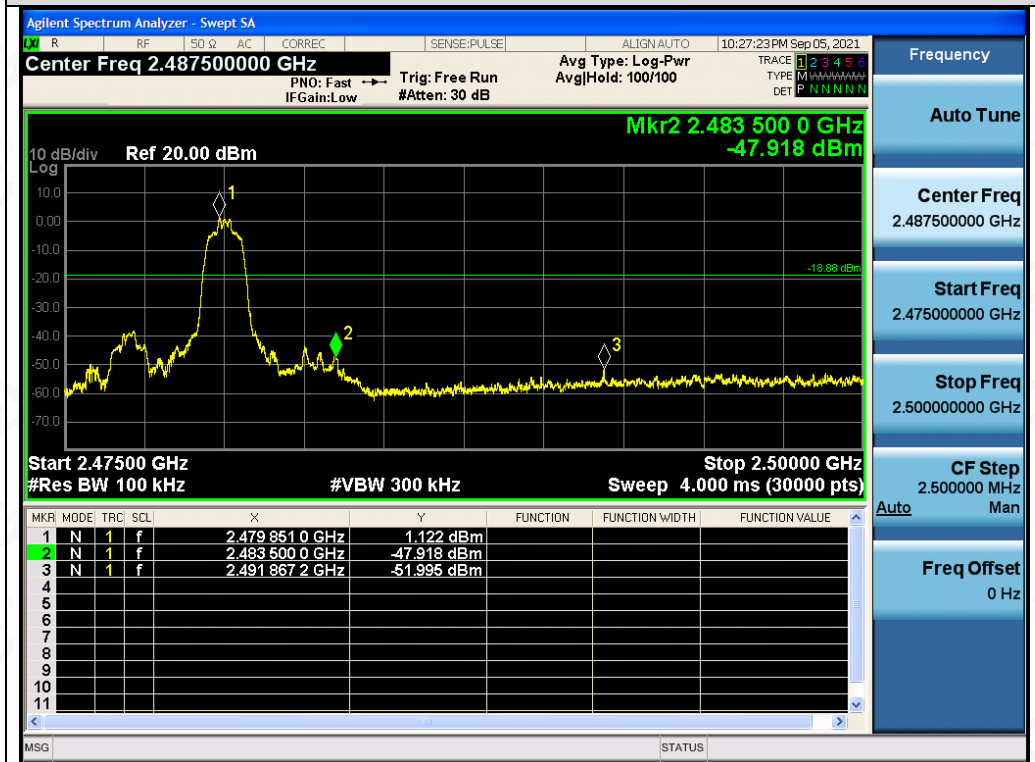 Agilent Spectrum Analyzer - Swept SA
LXI R RF 50 Ω AC CORREC SENSE:PULSE ALIGN AUTO 10:27:23 PM Sep 05, 2021
Center Freq 2.487500000 GHz
PNO: Fast
IFGain:Low
Trig: Free Run
#Atten: 30 dB
Avg Type: Log-Pwr
Avg|Hold: 100/100
TRACE 1 2 3 4 5 6
TYPE M W W W W W
DET P N N N N N
Mkr2 2.483 500 0 GHz
-47.918 dBm
10 dB/div Ref 20.00 dBm
Log
10.0
0.00
-10.0
-20.0
-30.0
-40.0
-50.0
-60.0
-70.0
1
2
3
-18.88 dBm
Start 2.47500 GHz Stop 2.50000 GHz
#Res BW 100 kHz #VBW 300 kHz Sweep 4.000 ms (30000 pts)
MKR MODE TRC SCL X Y FUNCTION FUNCTION WIDTH FUNCTION VALUE
1 N 1 f 2.479 851 0 GHz 1.122 dBm
2 N 1 f 2.483 500 0 GHz -47.918 dBm
3 N 1 f 2.491 867 2 GHz -51.995 dBm
4
5
6
7
8
9
10
11
MSG STATUS
Frequency
Auto Tune
Center Freq
2.487500000 GHz
Start Freq
2.475000000 GHz
Stop Freq
2.500000000 GHz
CF Step
2.500000 MHz
Auto Man
Freq Offset
0 Hz